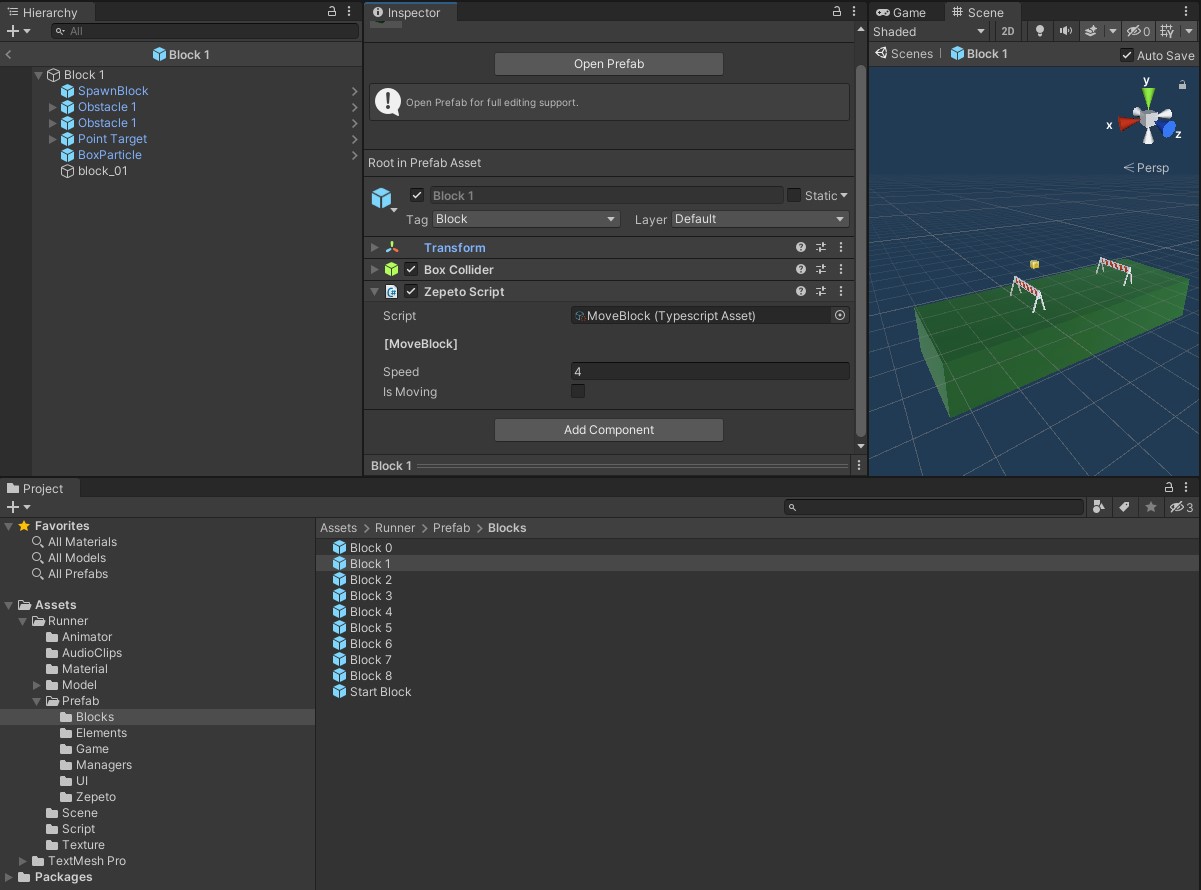 Hierarchy
All
Block 1
Block 1
SpawnBlock
Obstacle 1
Obstacle 1
Point Target
BoxParticle
block_01
Inspector
Open Prefab
Open Prefab for full editing support.
Root in Prefab Asset
Block 1
Static
Tag Block Layer Default
Transform
Box Collider
Zepeto Script
Script MoveBlock (Typescript Asset)
[MoveBlock]
Speed 4
Is Moving
Add Component
Block 1
Game Scene
Shaded 2D 0
Scenes | Block 1 Auto Save
y
x
z
Persp
Project
3
Favorites
All Materials
All Models
All Prefabs
Assets
Runner
Animator
AudioClips
Material
Model
Prefab
Blocks
Elements
Game
Managers
UI
Zepeto
Scene
Script
Texture
TextMesh Pro
Packages
Assets > Runner > Prefab > Blocks
Block 0
Block 1
Block 2
Block 3
Block 4
Block 5
Block 6
Block 7
Block 8
Start Block